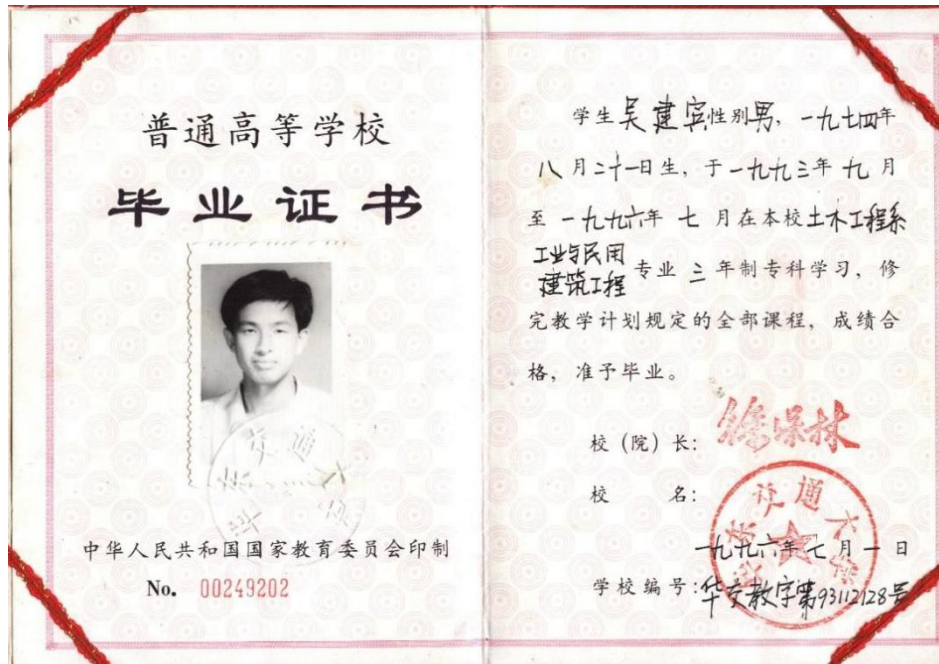 普通高等学校
毕业证书
中华人民共和国国家教育委员会印制
No. 00249202
学生吴建宾性别男,一九七四年
八月二十一日生,于一九九三年九月
至一九九六年七月在本校土木工程系
工业与民用
建筑工程专业三年制专科学习,修
完教学计划规定的全部课程,成绩合
格,准予毕业。
校(院)长:
校名:
华东交通大学
一九九六年七月一日
学校编号:华交教字第93112128号